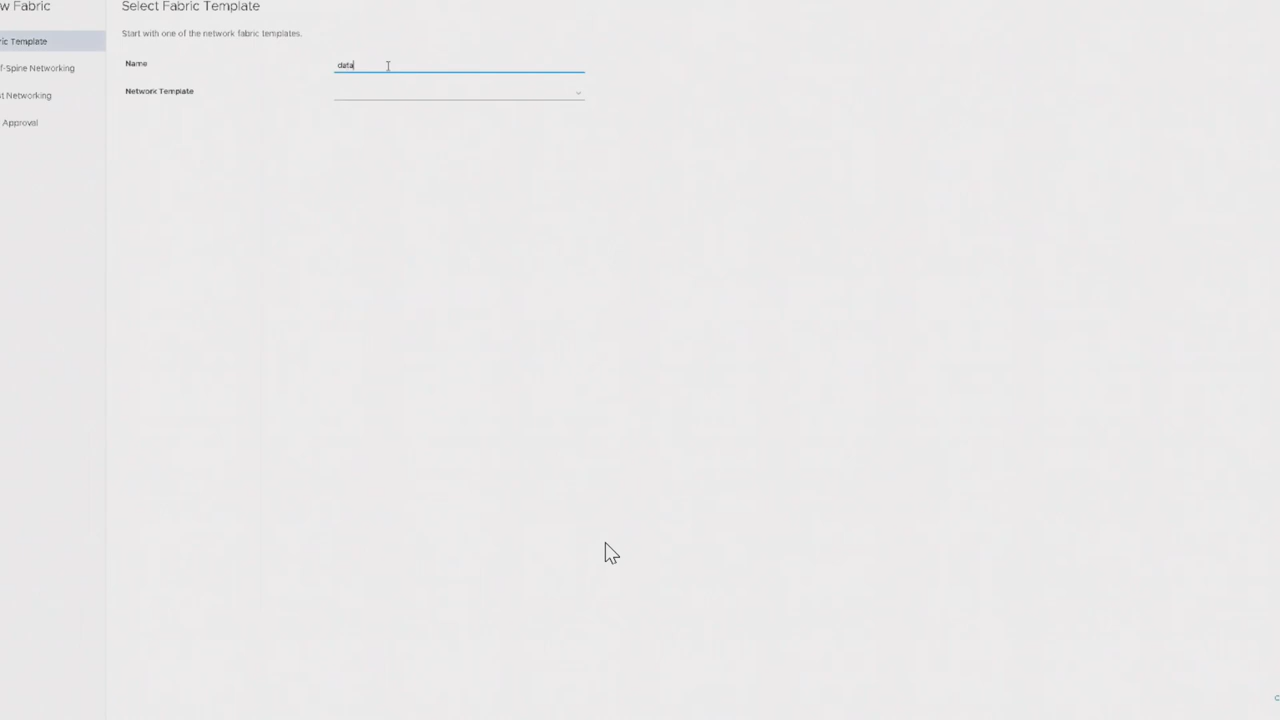 w Fabric
Select Fabric Template
Start with one of the network fabric templates.
ic Template
f-Spine Networking
t Networking
Approval
Name
data
Network Template